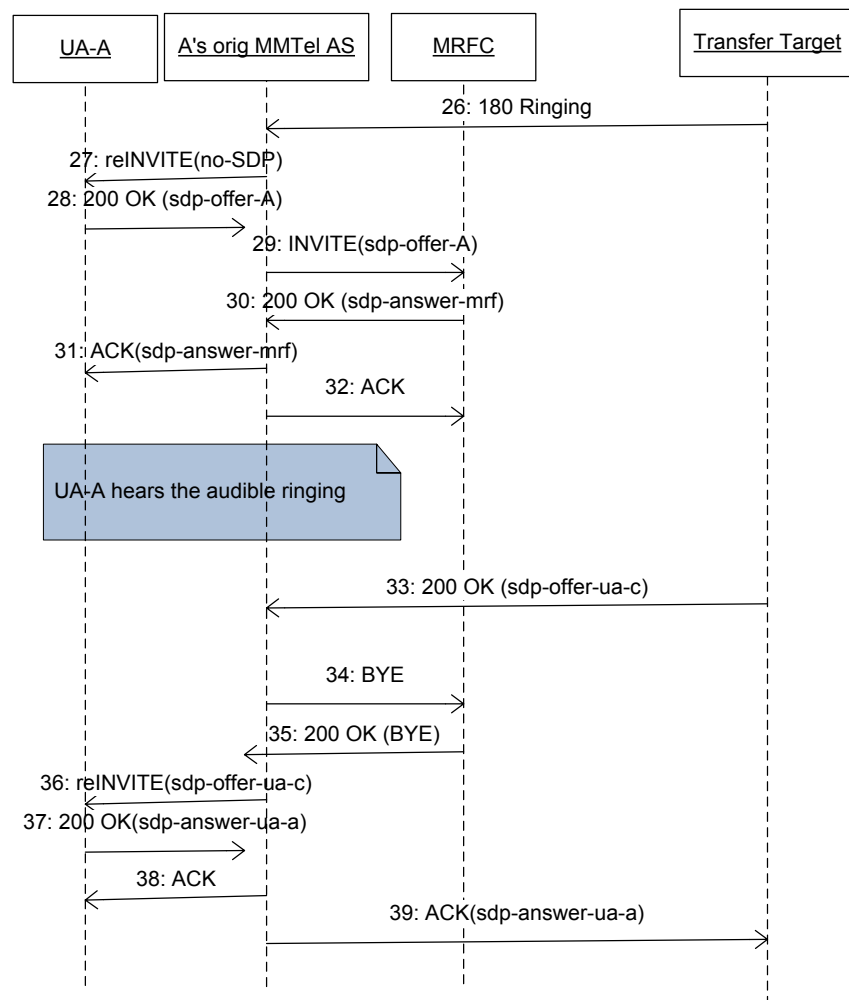 UA-A
A's orig MMTel AS
MRFC
Transfer Target
26: 180 Ringing
27: reINVITE(no-SDP)
28: 200 OK (sdp-offer-A)
29: INVITE(sdp-offer-A)
30: 200 OK (sdp-answer-mrf)
31: ACK(sdp-answer-mrf)
32: ACK
UA-A hears the audible ringing
33: 200 OK (sdp-offer-ua-c)
34: BYE
35: 200 OK (BYE)
36: reINVITE(sdp-offer-ua-c)
37: 200 OK(sdp-answer-ua-a)
38: ACK
39: ACK(sdp-answer-ua-a)